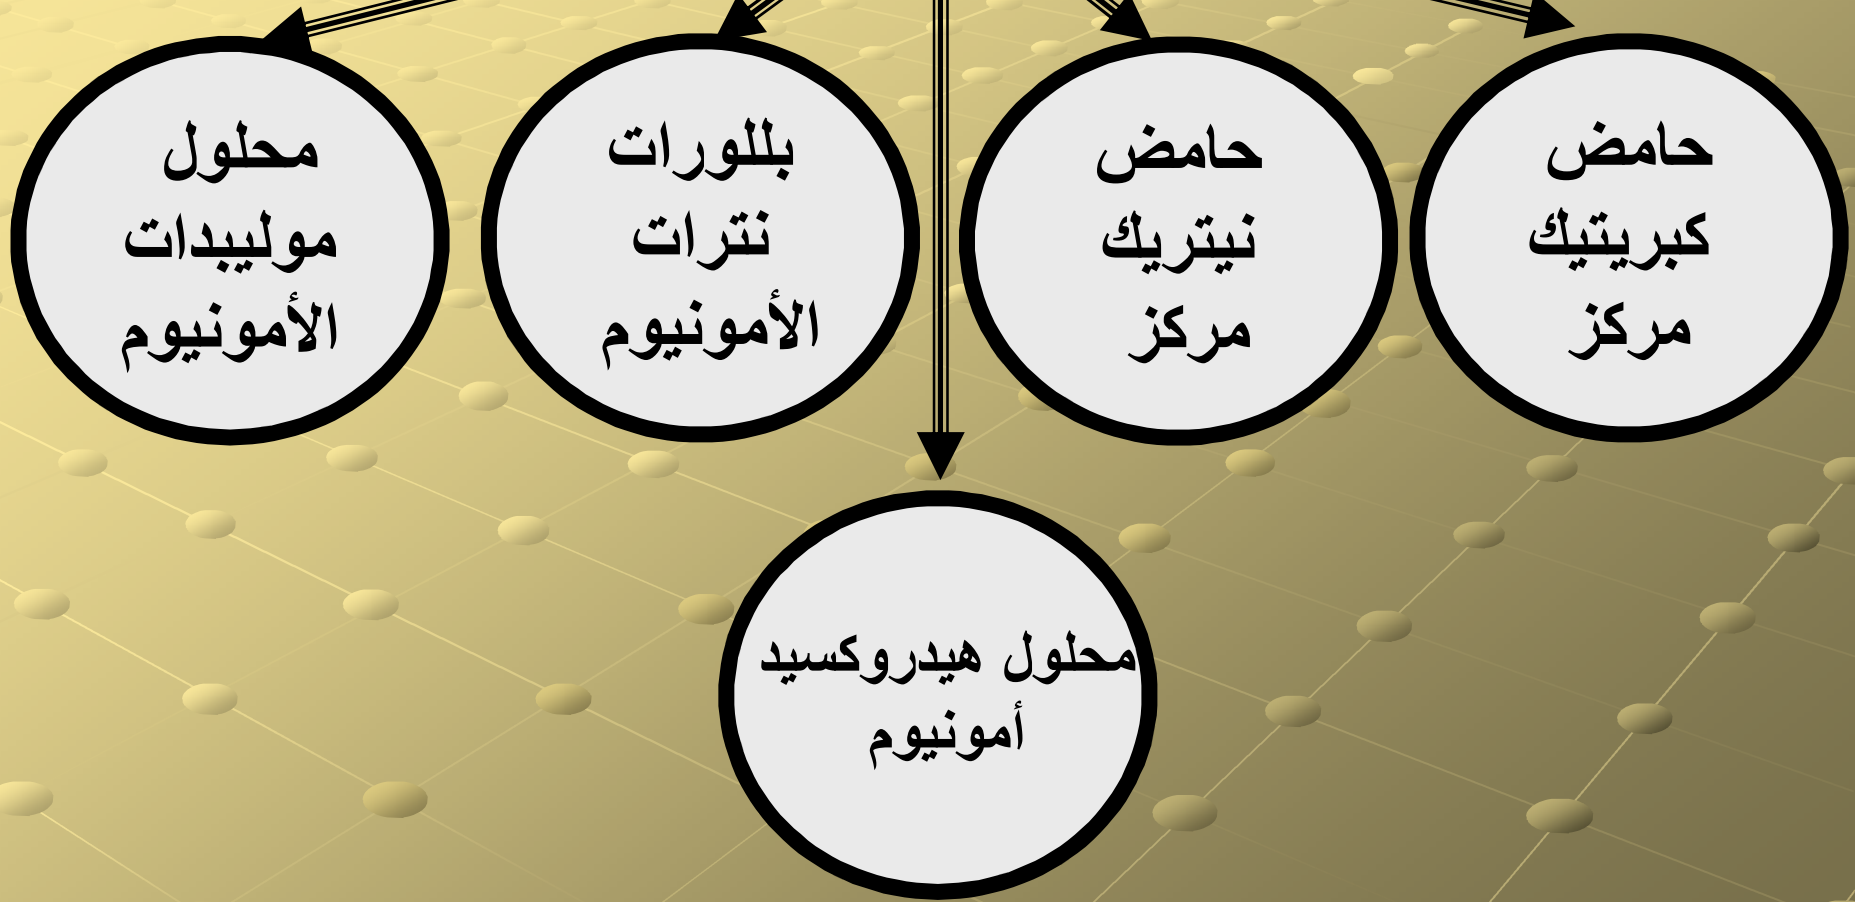 حامض
كبريتيك
مركز
حامض
نيتريك
مركز
بللورات
نترات
الأمونيوم
محلول
موليبدات
الأمونيوم
محلول هيدروكسيد
أمونيوم